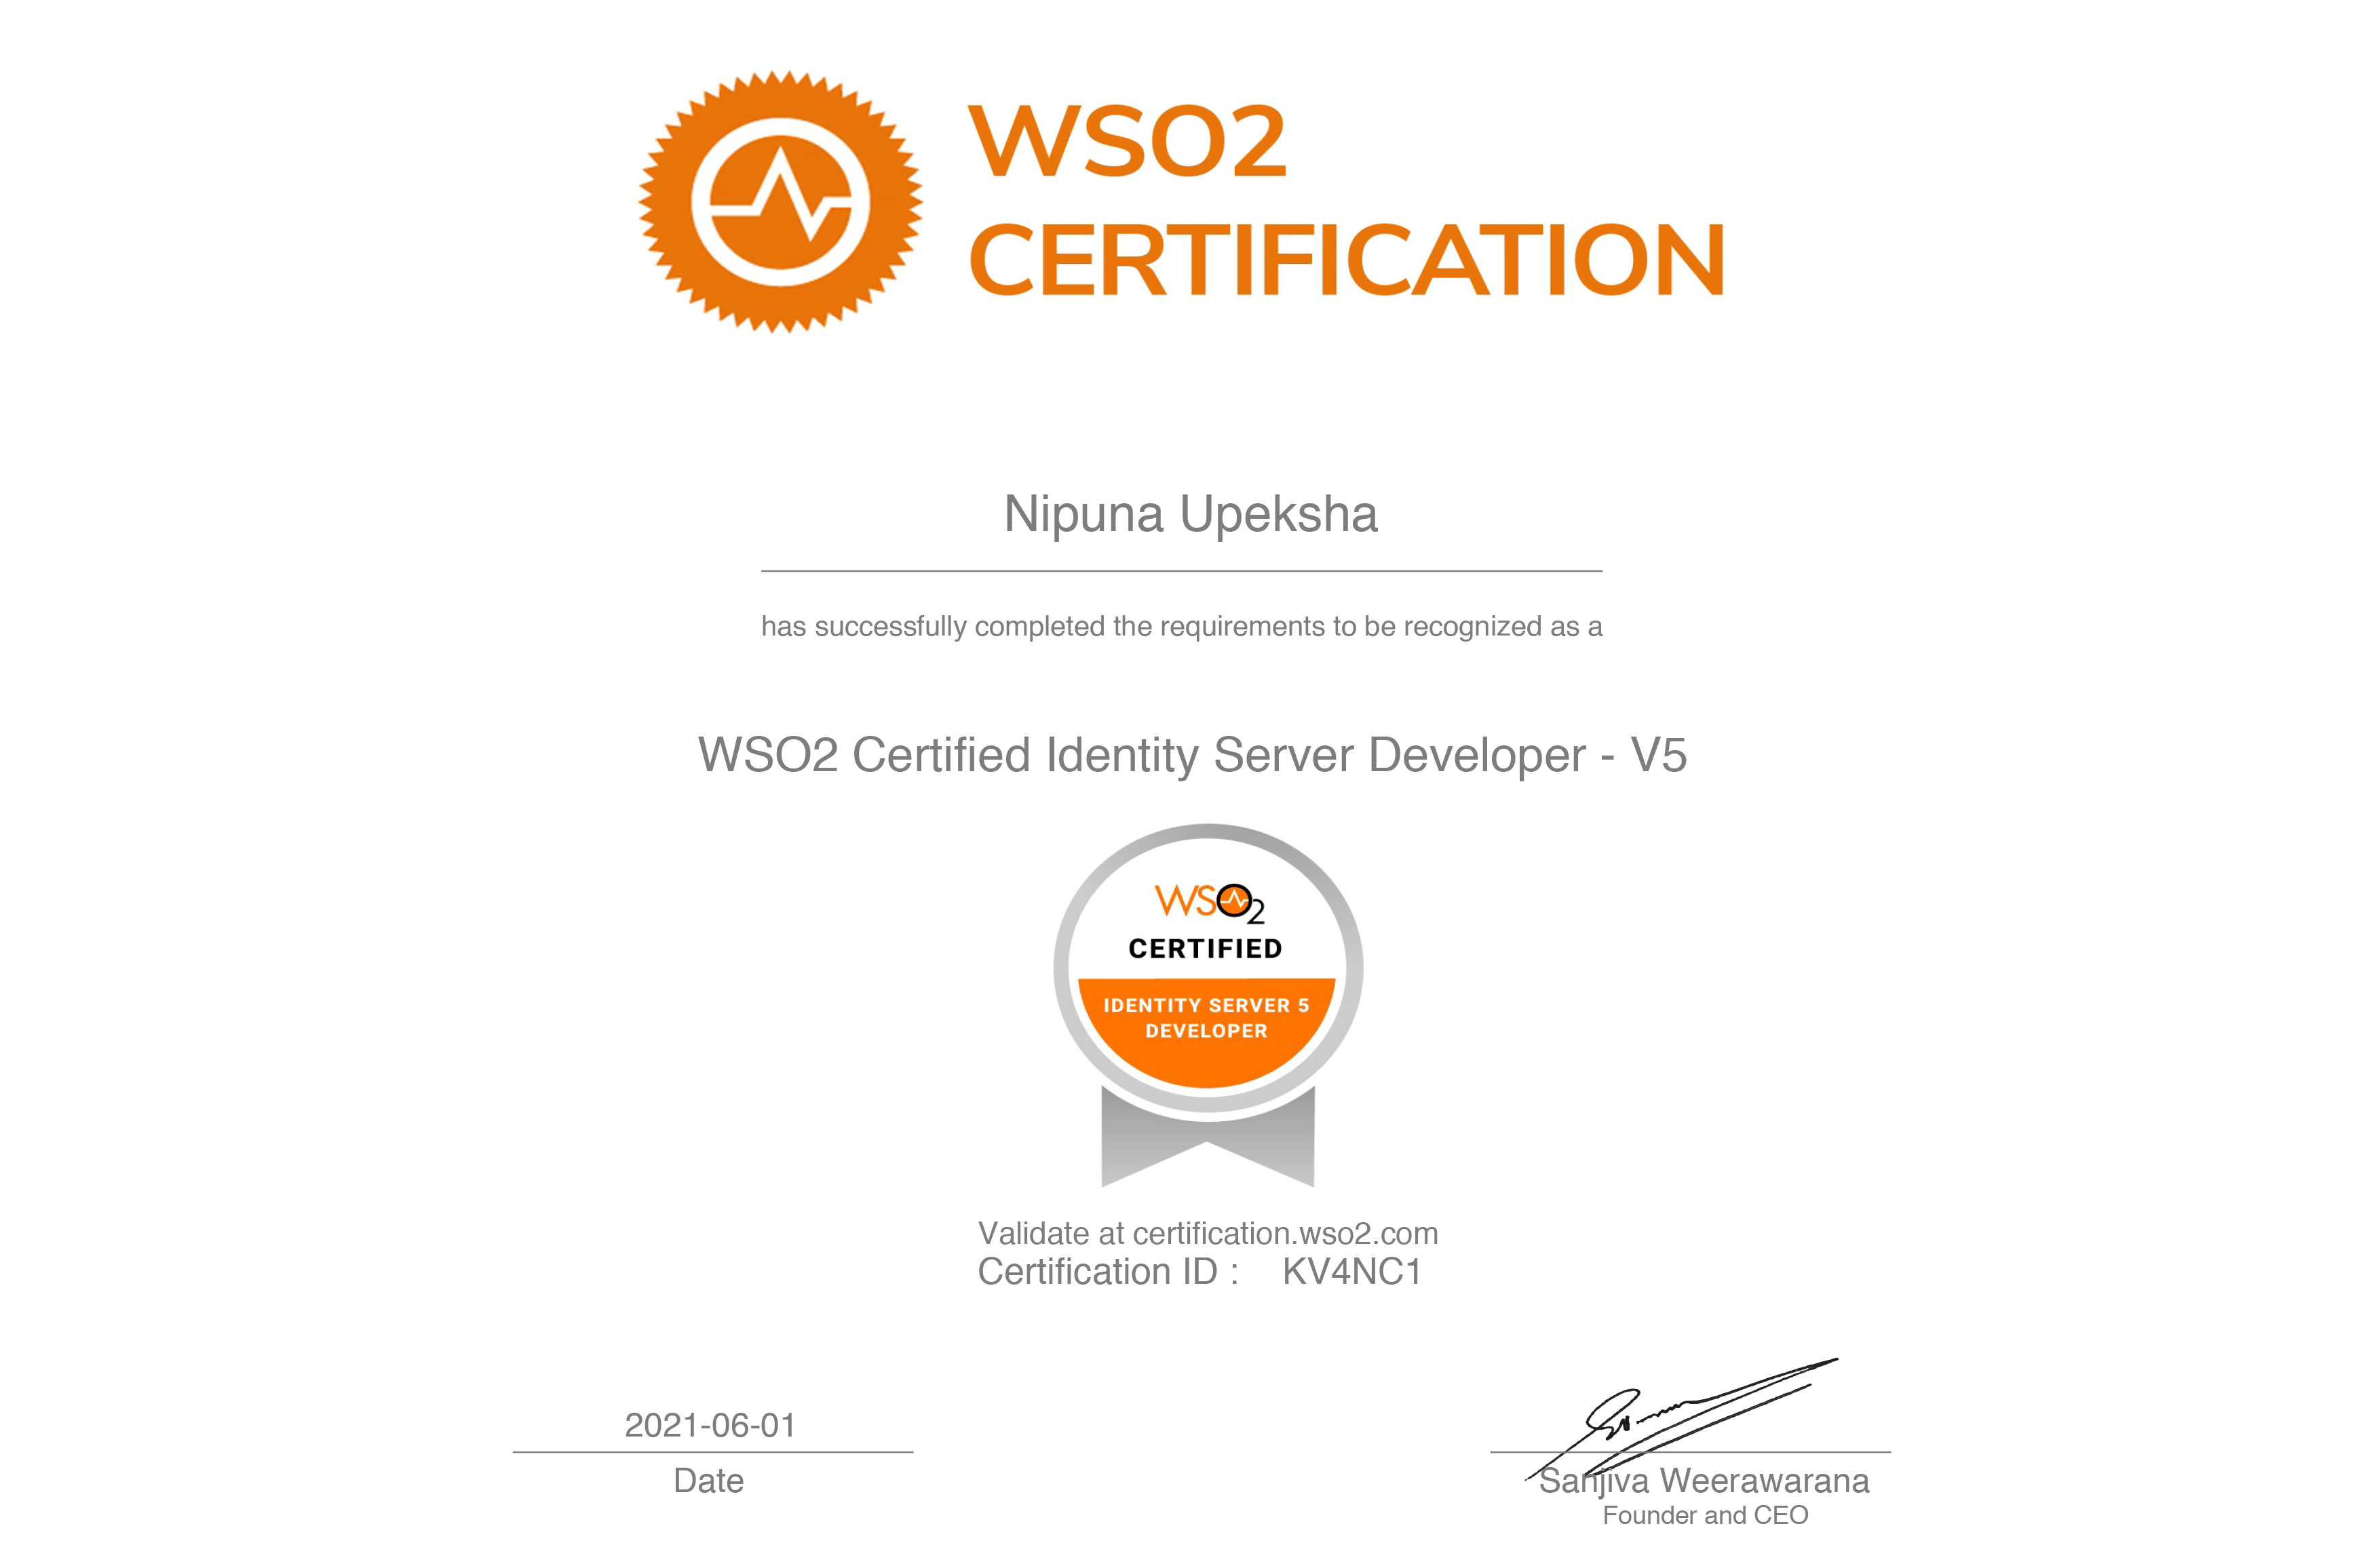 WSO2
CERTIFICATION
Nipuna Upeksha
has successfully completed the requirements to be recognized as a
WSO2 Certified Identity Server Developer - V5
WSO2
CERTIFIED
IDENTITY SERVER 5
DEVELOPER
Validate at certification.wso2.com
Certification ID : KV4NC1
2021-06-01
Date
Sanjiva Weerawarana
Founder and CEO